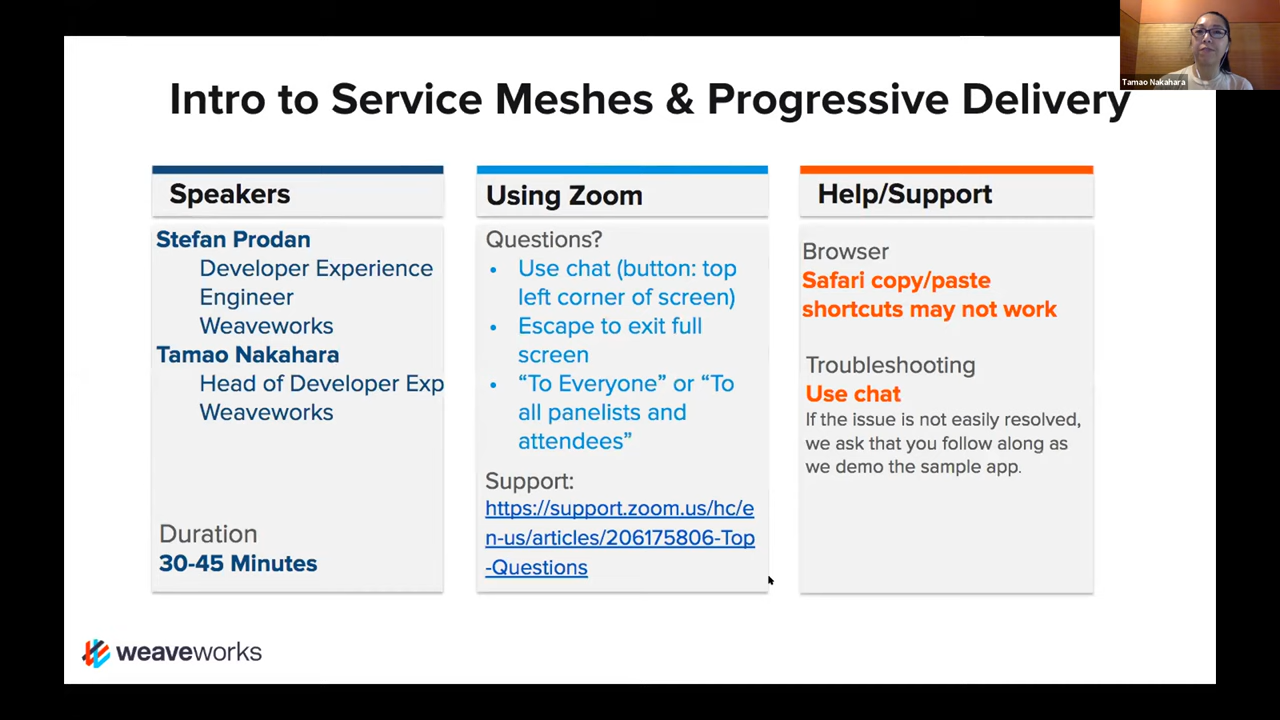 Tamao Nakahara
Intro to Service Meshes & Progressive Delivery
Speakers
Stefan Prodan
Developer Experience
Engineer
Weaveworks
Tamao Nakahara
Head of Developer Exp
Weaveworks
Duration
30-45 Minutes
Using Zoom
Questions?
• Use chat (button: top
left corner of screen)
• Escape to exit full
screen
• “To Everyone” or “To
all panelists and
attendees”
Support:
https://support.zoom.us/hc/e
n-us/articles/206175806-Top
-Questions
Help/Support
Browser
Safari copy/paste
shortcuts may not work
Troubleshooting
Use chat
If the issue is not easily resolved,
we ask that you follow along as
we demo the sample app.
weaveworks